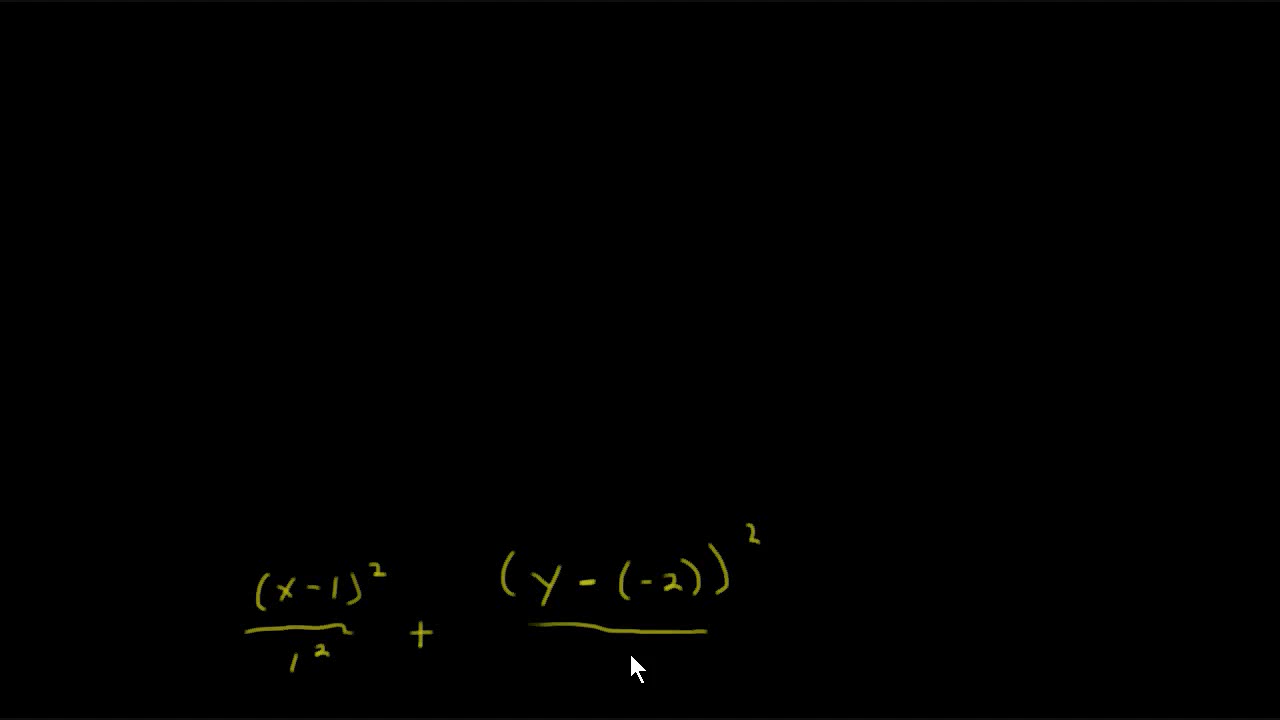 (x-1)² / 1² + (y - (-2))²